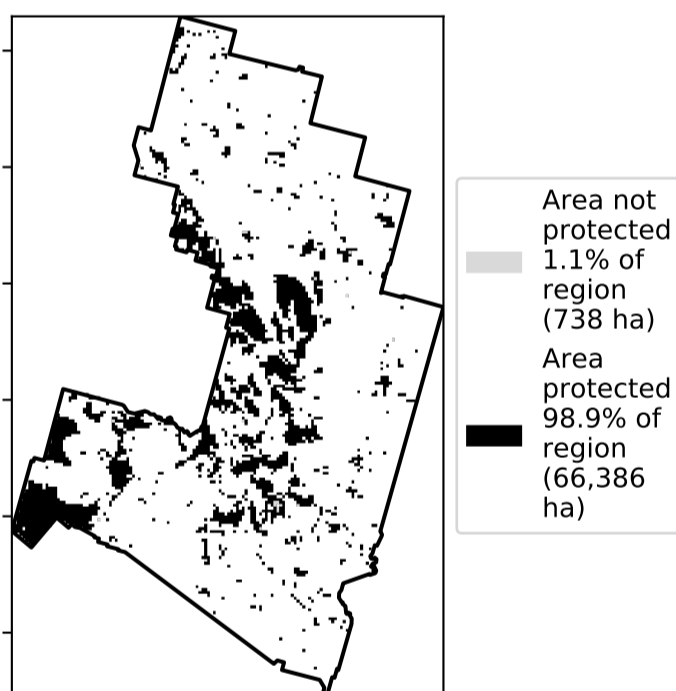 Area not
protected
1.1% of
region
(738 ha)
Area
protected
98.9% of
region
(66,386
ha)